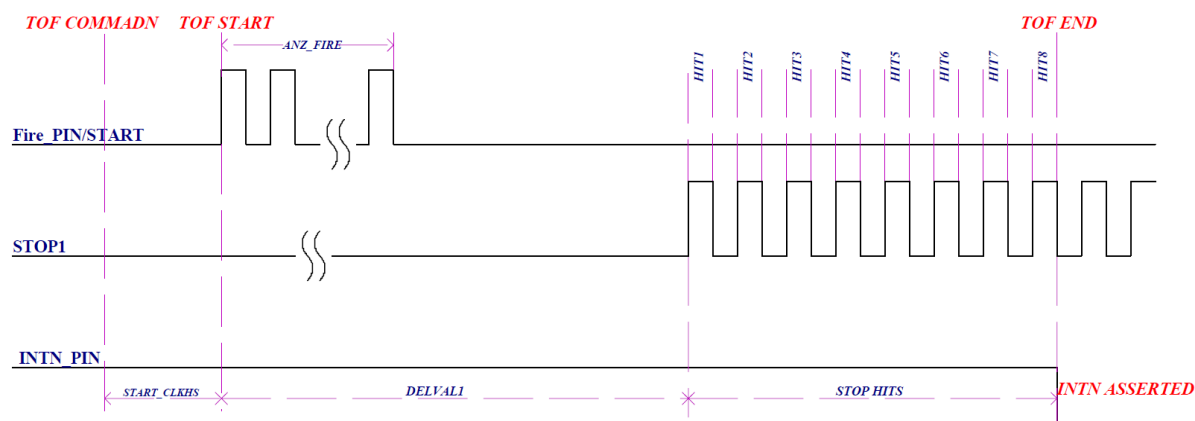 TOF COMMADN TOF START TOF END
ANZ_FIRE
HIT1 HIT2 HIT3 HIT4 HIT5 HIT6 HIT7 HIT8
Fire_PIN/START
STOP1
INTN_PIN
START_CLKHS DELVAL1 STOP HITS INTN ASSERTED